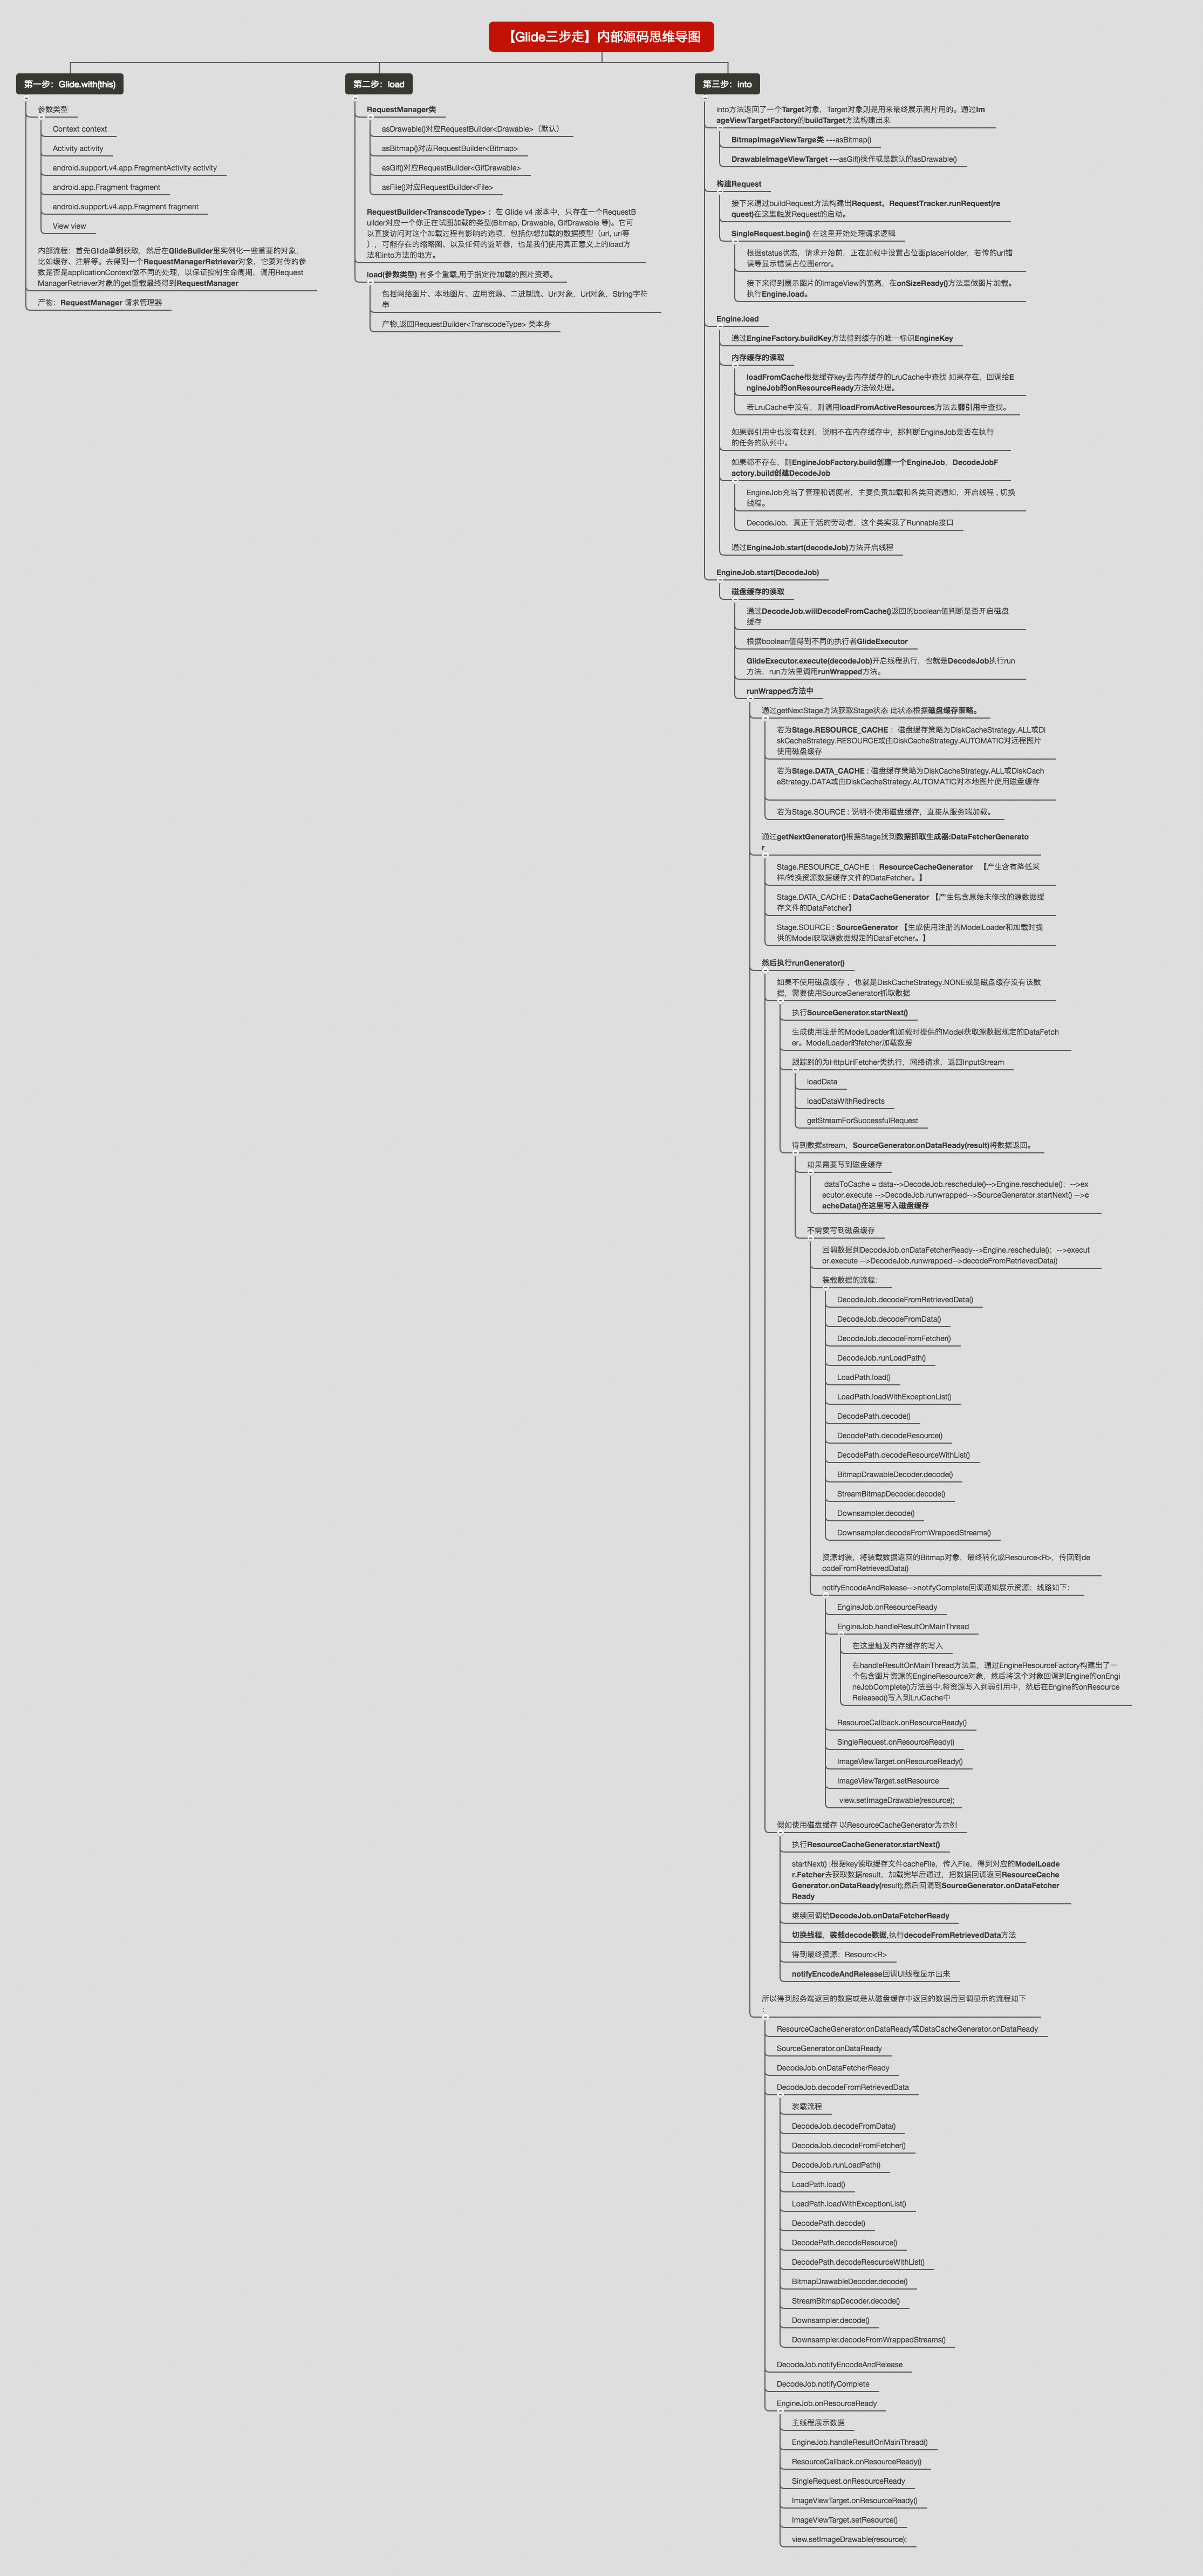 【Glide三步走】内部源码思维导图
第一步：Glide.with(this)
参数类型
Context context
Activity activity
android.support.v4.app.FragmentActivity activity
android.app.Fragment fragment
android.support.v4.app.Fragment fragment
View view
内部流程：首先Glide单例获取，然后在GlideBuilder里实例化一些重要的对象，
比如缓存、注解等。去得到一个RequestManagerRetriever对象，它要对传的参
数是否是applicationContext做不同的处理，以保证控制生命周期，调用Request
ManagerRetriever对象的get重载最终得到RequestManager
产物：RequestManager 请求管理器
第二步：load
RequestManager类
asDrawable()对应RequestBuilder<Drawable>（默认）
asBitmap()对应RequestBuilder<Bitmap>
asGif()对应RequestBuilder<GifDrawable>
asFile()对应RequestBuilder<File>
RequestBuilder<TranscodeType> ：在 Glide v4 版本中，只存在一个RequestB
uilder对应一个你正在试图加载的类型(Bitmap, Drawable, GifDrawable 等)。它可
以直接访问对这个加载过程有影响的选项，包括你想加载的数据模型（url, uri等
），可能存在的缩略图、以及任何的监听器，也是我们使用真正意义上的load方
法和into方法的地方。
load(参数类型) 有多个重载,用于指定待加载的图片资源。
包括网络图片、本地图片、应用资源、二进制流、Uri对象，Url对象，String字符
串
产物,返回RequestBuilder<TranscodeType> 类本身
第三步：into
into方法返回了一个Target对象，Target对象则是用来最终展示图片用的。通过Im
ageViewTargetFactory的buildTarget方法构建出来
BitmapImageViewTarge类 ---asBitmap()
DrawableImageViewTarget ---asGif()操作或是默认的asDrawable()
构建Request
接下来通过buildRequest方法构建出Request，RequestTracker.runRequest(re
quest)在这里触发Request的启动。
SingleRequest.begin() 在这里开始处理请求逻辑
根据status状态，请求开始前，正在加载中设置占位图placeHolder，若传的url错
误等显示错误占位图error。
接下来得到展示图片的ImageView的宽高，在onSizeReady()方法里做图片加载。
执行Engine.load。
Engine.load
通过EngineFactory.buildKey方法得到缓存的唯一标识EngineKey
内存缓存的读取
loadFromCache根据缓存key去内存缓存的LruCache中查找 如果存在，回调给E
ngineJob的onResourceReady方法做处理。
若LruCache中没有，则调用loadFromActiveResources方法去弱引用中查找。
如果弱引用中也没有找到，说明不在内存缓存中，那判断EngineJob是否在执行
的任务的队列中。
如果都不存在，则EngineJobFactory.build创建一个EngineJob，DecodeJobF
actory.build创建DecodeJob
EngineJob充当了管理和调度者，主要负责加载和各类回调通知，开启线程 , 切换
线程。
DecodeJob，真正干活的劳动者，这个类实现了Runnable接口
通过EngineJob.start(decodeJob)方法开启线程
EngineJob.start(DecodeJob)
磁盘缓存的读取
通过DecodeJob.willDecodeFromCache()返回的boolean值判断是否开启磁盘
缓存
根据boolean值得到不同的执行者GlideExecutor
GlideExecutor.execute(decodeJob)开启线程执行，也就是DecodeJob执行run
方法，run方法里调用runWrapped方法。
runWrapped方法中
通过getNextStage方法获取Stage状态 此状态根据磁盘缓存策略。
若为Stage.RESOURCE_CACHE ：磁盘缓存策略为DiskCacheStrategy.ALL或Di
skCacheStrategy.RESOURCE或由DiskCacheStrategy.AUTOMATIC对远程图片
使用磁盘缓存
若为Stage.DATA_CACHE : 磁盘缓存策略为DiskCacheStrategy.ALL或DiskCach
eStrategy.DATA或由DiskCacheStrategy.AUTOMATIC对本地图片使用磁盘缓存
若为Stage.SOURCE : 说明不使用磁盘缓存，直接从服务端加载。
通过getNextGenerator()根据Stage找到数据抓取生成器:DataFetcherGenerato
r
Stage.RESOURCE_CACHE ：ResourceCacheGenerator 【产生含有降低采
样/转换资源数据缓存文件的DataFetcher。】
Stage.DATA_CACHE : DataCacheGenerator 【产生包含原始未修改的源数据缓
存文件的DataFetcher】
Stage.SOURCE : SourceGenerator 【生成使用注册的ModelLoader和加载时提
供的Model获取源数据规定的DataFetcher。】
然后执行runGenerator()
如果不使用磁盘缓存 ，也就是DiskCacheStrategy.NONE或是磁盘缓存没有该数
据，需要使用SourceGenerator抓取数据
执行SourceGenerator.startNext()
生成使用注册的ModelLoader和加载时提供的Model获取源数据规定的DataFetch
er。ModelLoader的fetcher加载数据
跟踪到的为HttpUrlFetcher类执行，网络请求，返回InputStream
loadData
loadDataWithRedirects
getStreamForSuccessfulRequest
得到数据stream，SourceGenerator.onDataReady(result)将数据返回。
如果需要写到磁盘缓存
dataToCache = data-->DecodeJob.reschedule()-->Engine.reschedule()；-->ex
ecutor.execute -->DecodeJob.runwrapped-->SourceGenerator.startNext() -->c
acheData()在这里写入磁盘缓存
不需要写到磁盘缓存
回调数据到DecodeJob.onDataFetcherReady-->Engine.reschedule()；-->execut
or.execute -->DecodeJob.runwrapped-->decodeFromRetrievedData()
装载数据的流程：
DecodeJob.decodeFromRetrievedData()
DecodeJob.decodeFromData()
DecodeJob.decodeFromFetcher()
DecodeJob.runLoadPath()
LoadPath.load()
LoadPath.loadWithExceptionList()
DecodePath.decode()
DecodePath.decodeResource()
DecodePath.decodeResourceWithList()
BitmapDrawableDecoder.decode()
StreamBitmapDecoder.decode()
Downsampler.decode()
Downsampler.decodeFromWrappedStreams()
资源封装，将装载数据返回的Bitmap对象，最终转化成Resource<R>，传回到de
codeFromRetrievedData()
notifyEncodeAndRelease-->notifyComplete回调通知展示资源：线路如下：
EngineJob.onResourceReady
EngineJob.handleResultOnMainThread
在这里触发内存缓存的写入
在handleResultOnMainThread方法里，通过EngineResourceFactory构建出了一
个包含图片资源的EngineResource对象，然后将这个对象回调到Engine的onEngi
neJobComplete()方法当中.将资源写入到弱引用中，然后在Engine的onResource
Released()写入到LruCache中
ResourceCallback.onResourceReady()
SingleRequest.onResourceReady()
ImageViewTarget.onResourceReady()
ImageViewTarget.setResource
view.setImageDrawable(resource);
假如使用磁盘缓存 以ResourceCacheGenerator为示例
执行ResourceCacheGenerator.startNext()
startNext() :根据key读取缓存文件cacheFile，传入File，得到对应的ModelLoade
r.Fetcher去获取数据result，加载完毕后通过，把数据回调返回ResourceCache
Generator.onDataReady(result);然后回调到SourceGenerator.onDataFetcher
Ready
继续回调给DecodeJob.onDataFetcherReady
切换线程，装载decode数据,执行decodeFromRetrievedData方法
得到最终资源：Resourc<R>
notifyEncodeAndRelease回调UI线程显示出来
所以得到服务端返回的数据或是从磁盘缓存中返回的数据后回调显示的流程如下
：
ResourceCacheGenerator.onDataReady或DataCacheGenerator.onDataReady
SourceGenerator.onDataReady
DecodeJob.onDataFetcherReady
DecodeJob.decodeFromRetrievedData
装载流程
DecodeJob.decodeFromData()
DecodeJob.decodeFromFetcher()
DecodeJob.runLoadPath()
LoadPath.load()
LoadPath.loadWithExceptionList()
DecodePath.decode()
DecodePath.decodeResource()
DecodePath.decodeResourceWithList()
BitmapDrawableDecoder.decode()
StreamBitmapDecoder.decode()
Downsampler.decode()
Downsampler.decodeFromWrappedStreams()
DecodeJob.notifyEncodeAndRelease
DecodeJob.notifyComplete
EngineJob.onResourceReady
主线程展示数据
EngineJob.handleResultOnMainThread()
ResourceCallback.onResourceReady()
SingleRequest.onResourceReady
ImageViewTarget.onResourceReady()
ImageViewTarget.setResource()
view.setImageDrawable(resource);